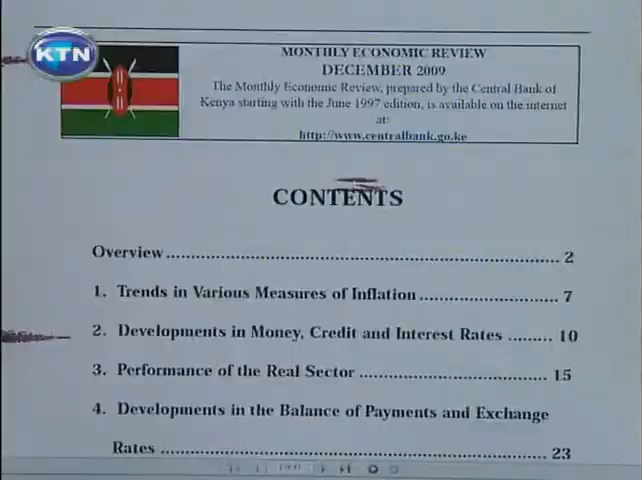 KTN
MONTHLY ECONOMIC REVIEW
DECEMBER 2009
The Monthly Economic Review, prepared by the Central Bank of
Kenya starting with the June 1997 edition, is available on the internet
at:
http://www.centralbank.go.ke
CONTENTS
Overview ........................................ 2
1. Trends in Various Measures of Inflation ........................ 7
2. Developments in Money, Credit and Interest Rates ......... 10
3. Performance of the Real Sector .................................. 15
4. Developments in the Balance of Payments and Exchange
Rates ........................................ 23